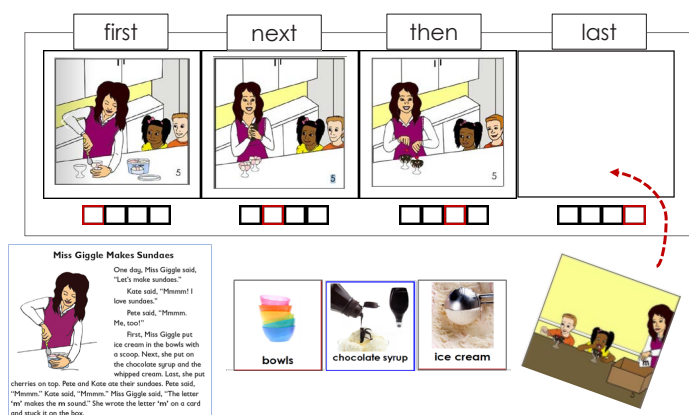 first next then last
5 5 5
Miss Giggle Makes Sundaes
One day, Miss Giggle said,
"Let's make sundaes."
Kate said, "Mmmm! I
love sundaes."
Pete said, "Mmmm.
Me, too!"
First, Miss Giggle put
ice cream in the bowls with
a scoop. Next, she put on
the chocolate syrup and the
whipped cream. Last, she put
cherries on top. Pete and Kate ate their sundaes. Pete said,
"Mmmm." Kate said, "Mmmm." Miss Giggle said, "The letter
"m" makes the m sound." She wrote the letter "m" on a card
and stuck it on the box.
bowls chocolate syrup ice cream